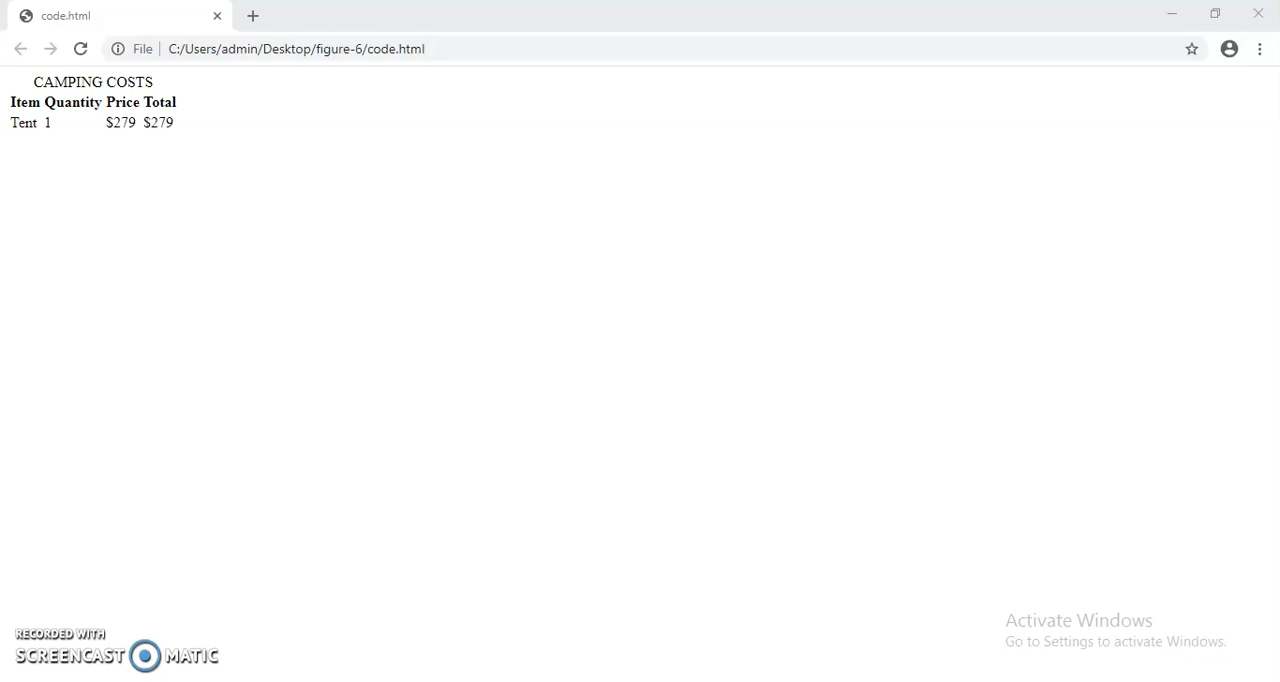 code.html
File
C:/Users/admin/Desktop/figure-6/code.html
CAMPING COSTS
Item Quantity Price Total
Tent 1 $279 $279
Activate Windows
Go to Settings to activate Windows.
RECORDED WITH
SCREENCAST MATIC